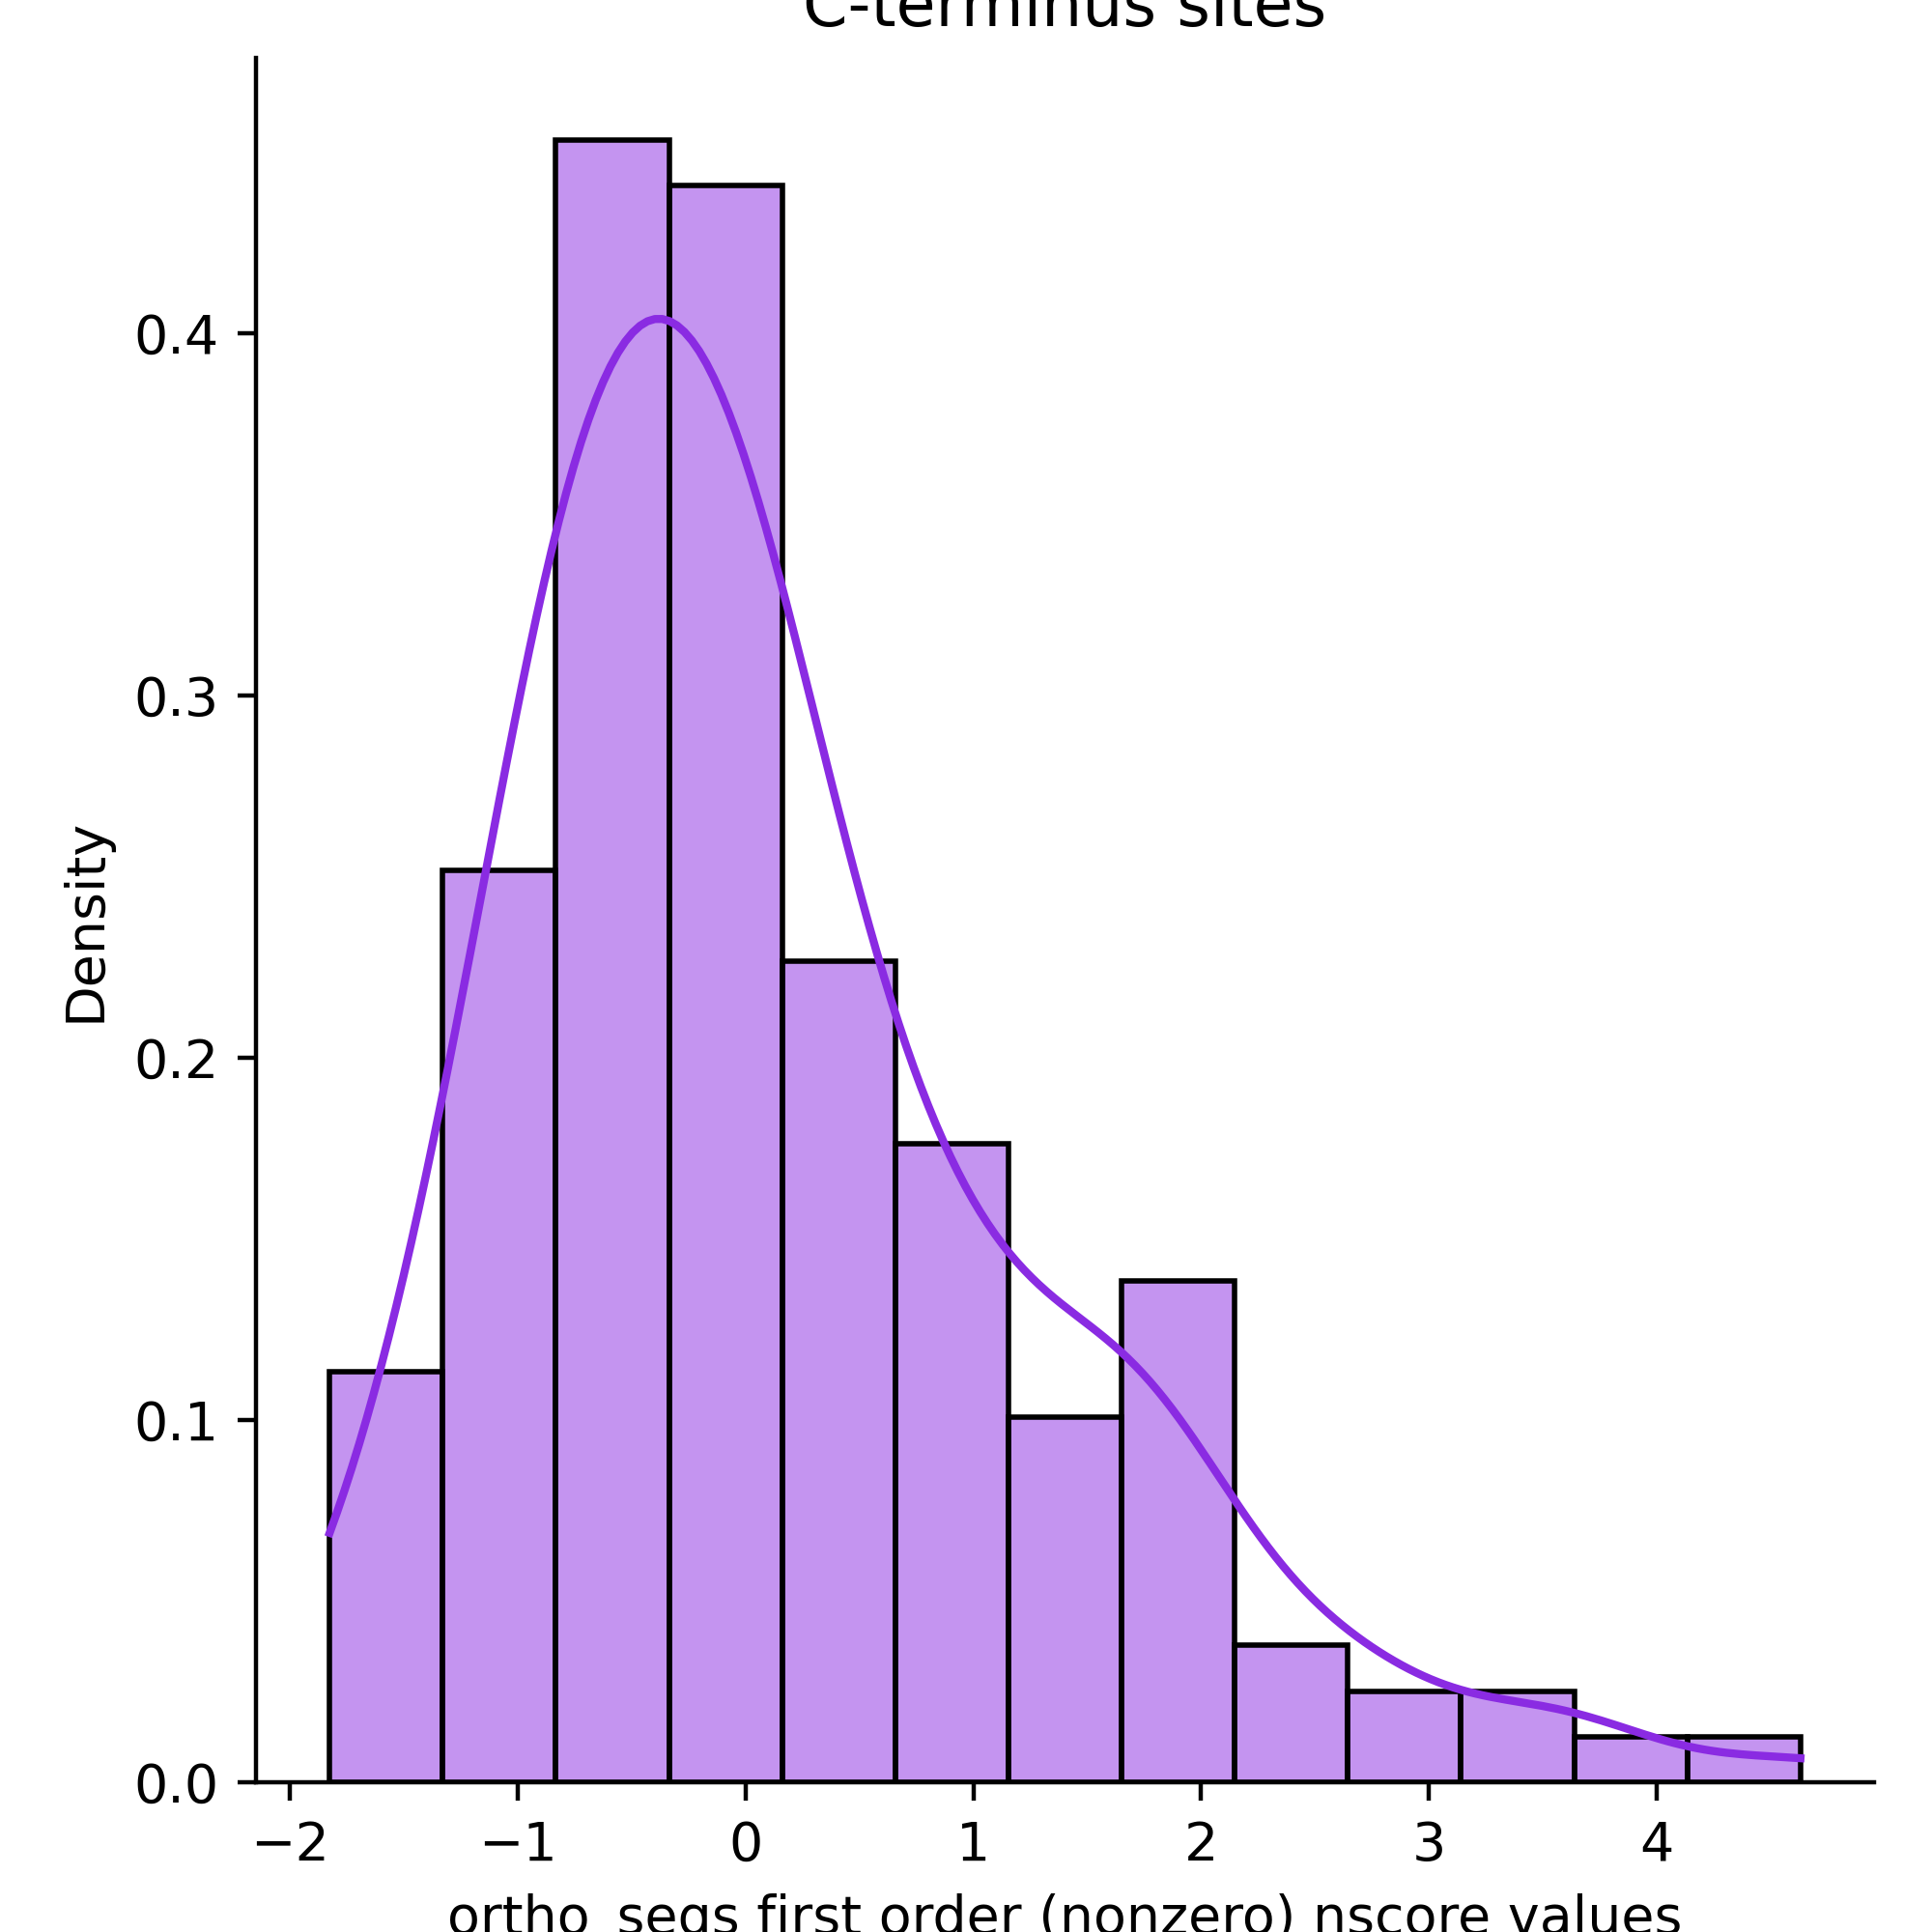 C-terminus sites
Density
0.4
0.3
0.2
0.1
0.0
−2 −1 0 1 2 3 4
ortho_seqs first order (nonzero) nscore values